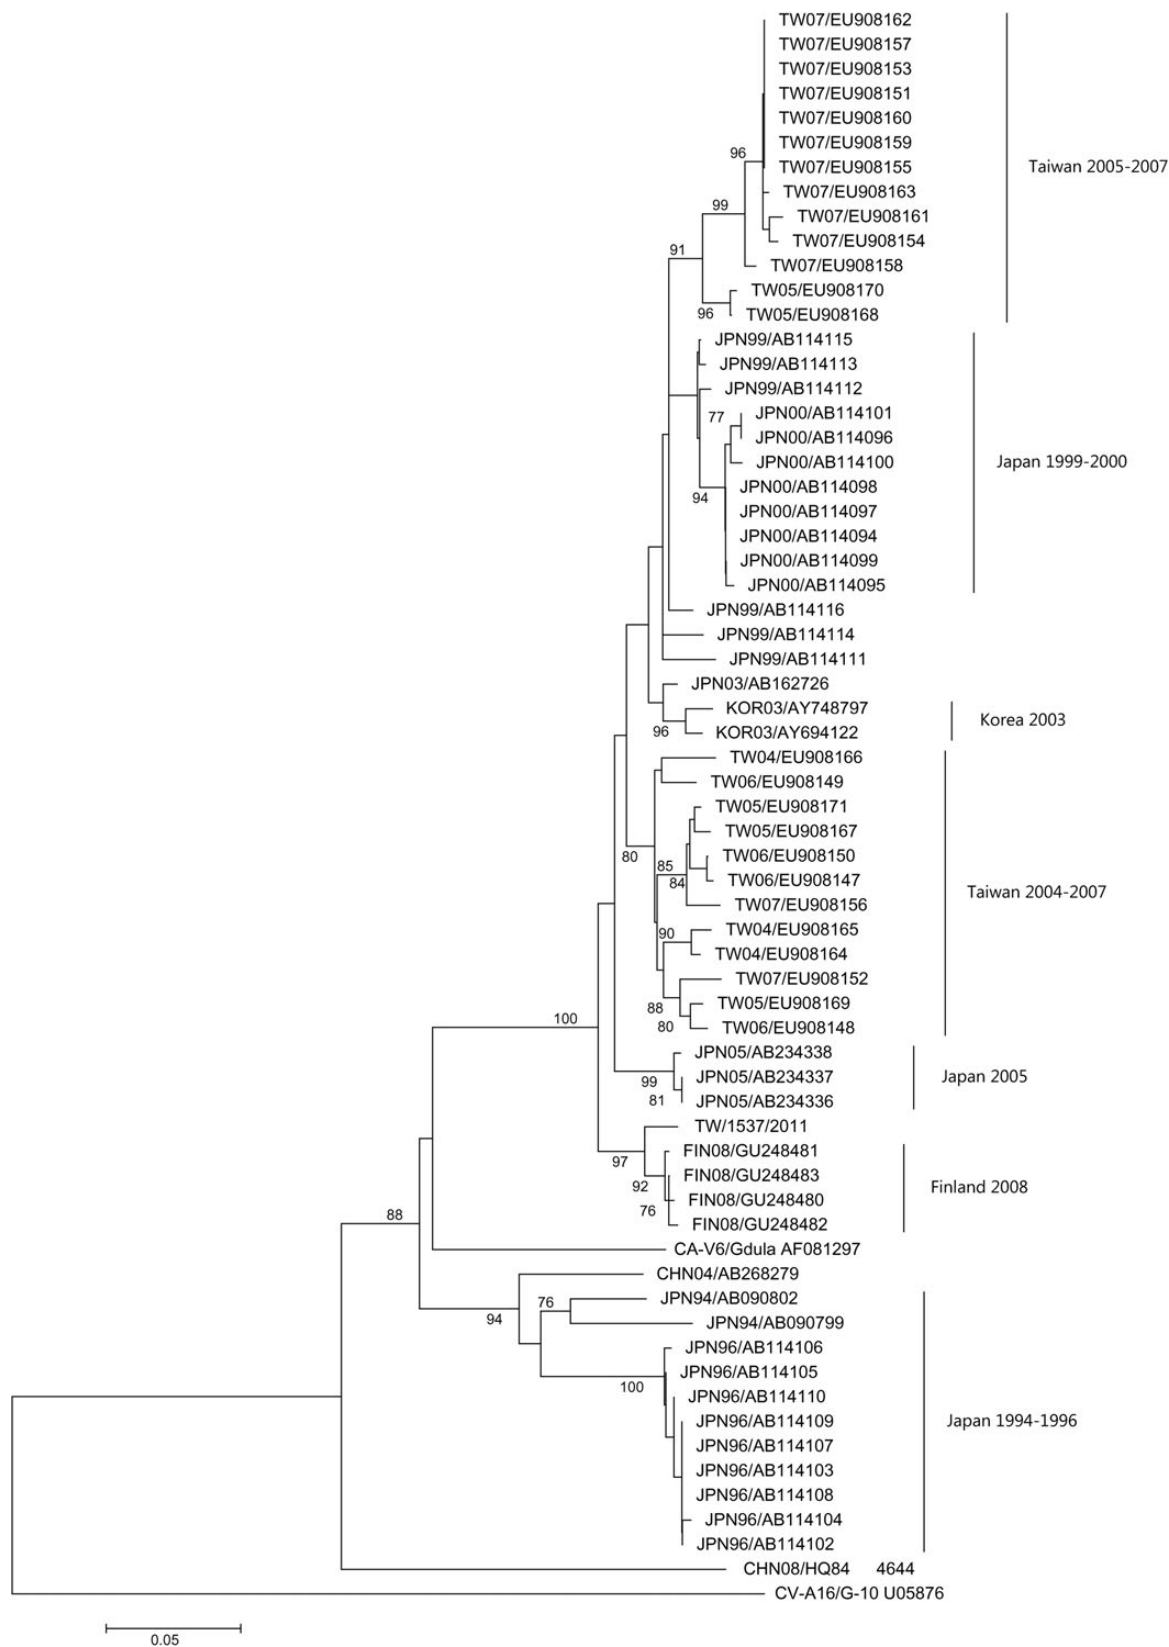 TW07/EU908162
TW07/EU908157
TW07/EU908153
TW07/EU908151
TW07/EU908160
TW07/EU908159
96
TW07/EU908155
Taiwan 2005-2007
TW07/EU908163
99
TW07/EU908161
TW07/EU908154
91
TW07/EU908158
TW05/EU908170
96
TW05/EU908168
JPN99/AB114115
JPN99/AB114113
JPN99/AB114112
77
JPN00/AB114101
JPN00/AB114096
JPN00/AB114100
Japan 1999-2000
JPN00/AB114098
94
JPN00/AB114097
JPN00/AB114094
JPN00/AB114099
JPN00/AB114095
JPN99/AB114116
JPN99/AB114114
JPN99/AB114111
JPN03/AB162726
KOR03/AY748797
Korea 2003
96
KOR03/AY694122
TW04/EU908166
TW06/EU908149
TW05/EU908171
TW05/EU908167
80
TW06/EU908150
85
84
TW06/EU908147
Taiwan 2004-2007
TW07/EU908156
90
TW04/EU908165
TW04/EU908164
TW07/EU908152
88
TW05/EU908169
80
TW06/EU908148
100
JPN05/AB234338
99
JPN05/AB234337
Japan 2005
81
JPN05/AB234336
TW/1537/2011
97
FIN08/GU248481
92
FIN08/GU248483
Finland 2008
76
FIN08/GU248480
FIN08/GU248482
88
CA-V6/Gdula AF081297
CHN04/AB268279
76
JPN94/AB090802
94
JPN94/AB090799
JPN96/AB114106
JPN96/AB114105
100
JPN96/AB114110
JPN96/AB114109
Japan 1994-1996
JPN96/AB114107
JPN96/AB114103
JPN96/AB114108
JPN96/AB114104
JPN96/AB114102
CHN08/HQ84 4644
CV-A16/G-10 U05876
0.05